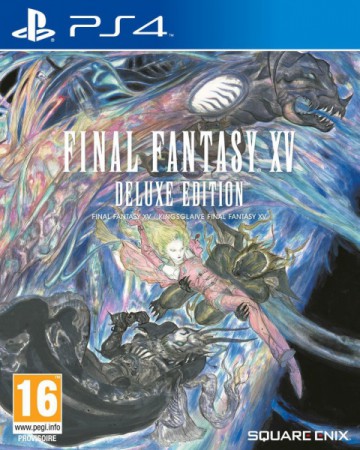 PS4
FINAL FANTASY XV
DELUXE EDITION
FINAL FANTASY XV KINGSGLAIVE FINAL FANTASY XV
16
www.pegi.info
PROVISOIRE
SQUARE ENIX